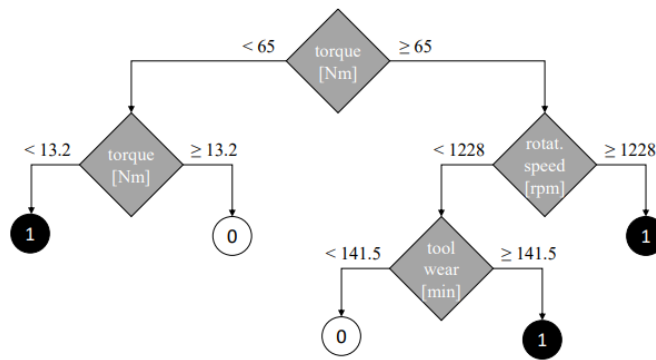 < 65
torque
[Nm]
≥ 65
< 13.2
torque
[Nm]
≥ 13.2
< 1228
rotat.
speed
[rpm]
≥ 1228
1
0
< 141.5
tool
wear
[min]
≥ 141.5
1
0
1